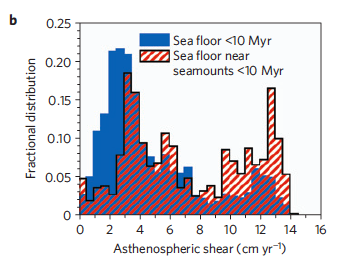 b
0.25
Sea floor <10 Myr
0.20
Sea floor near
seamounts <10 Myr
0.15
0.10
0.05
0
Fractional distribution
0 2 4 6 8 10 12 14 16
Asthenospheric shear (cm yr⁻¹)